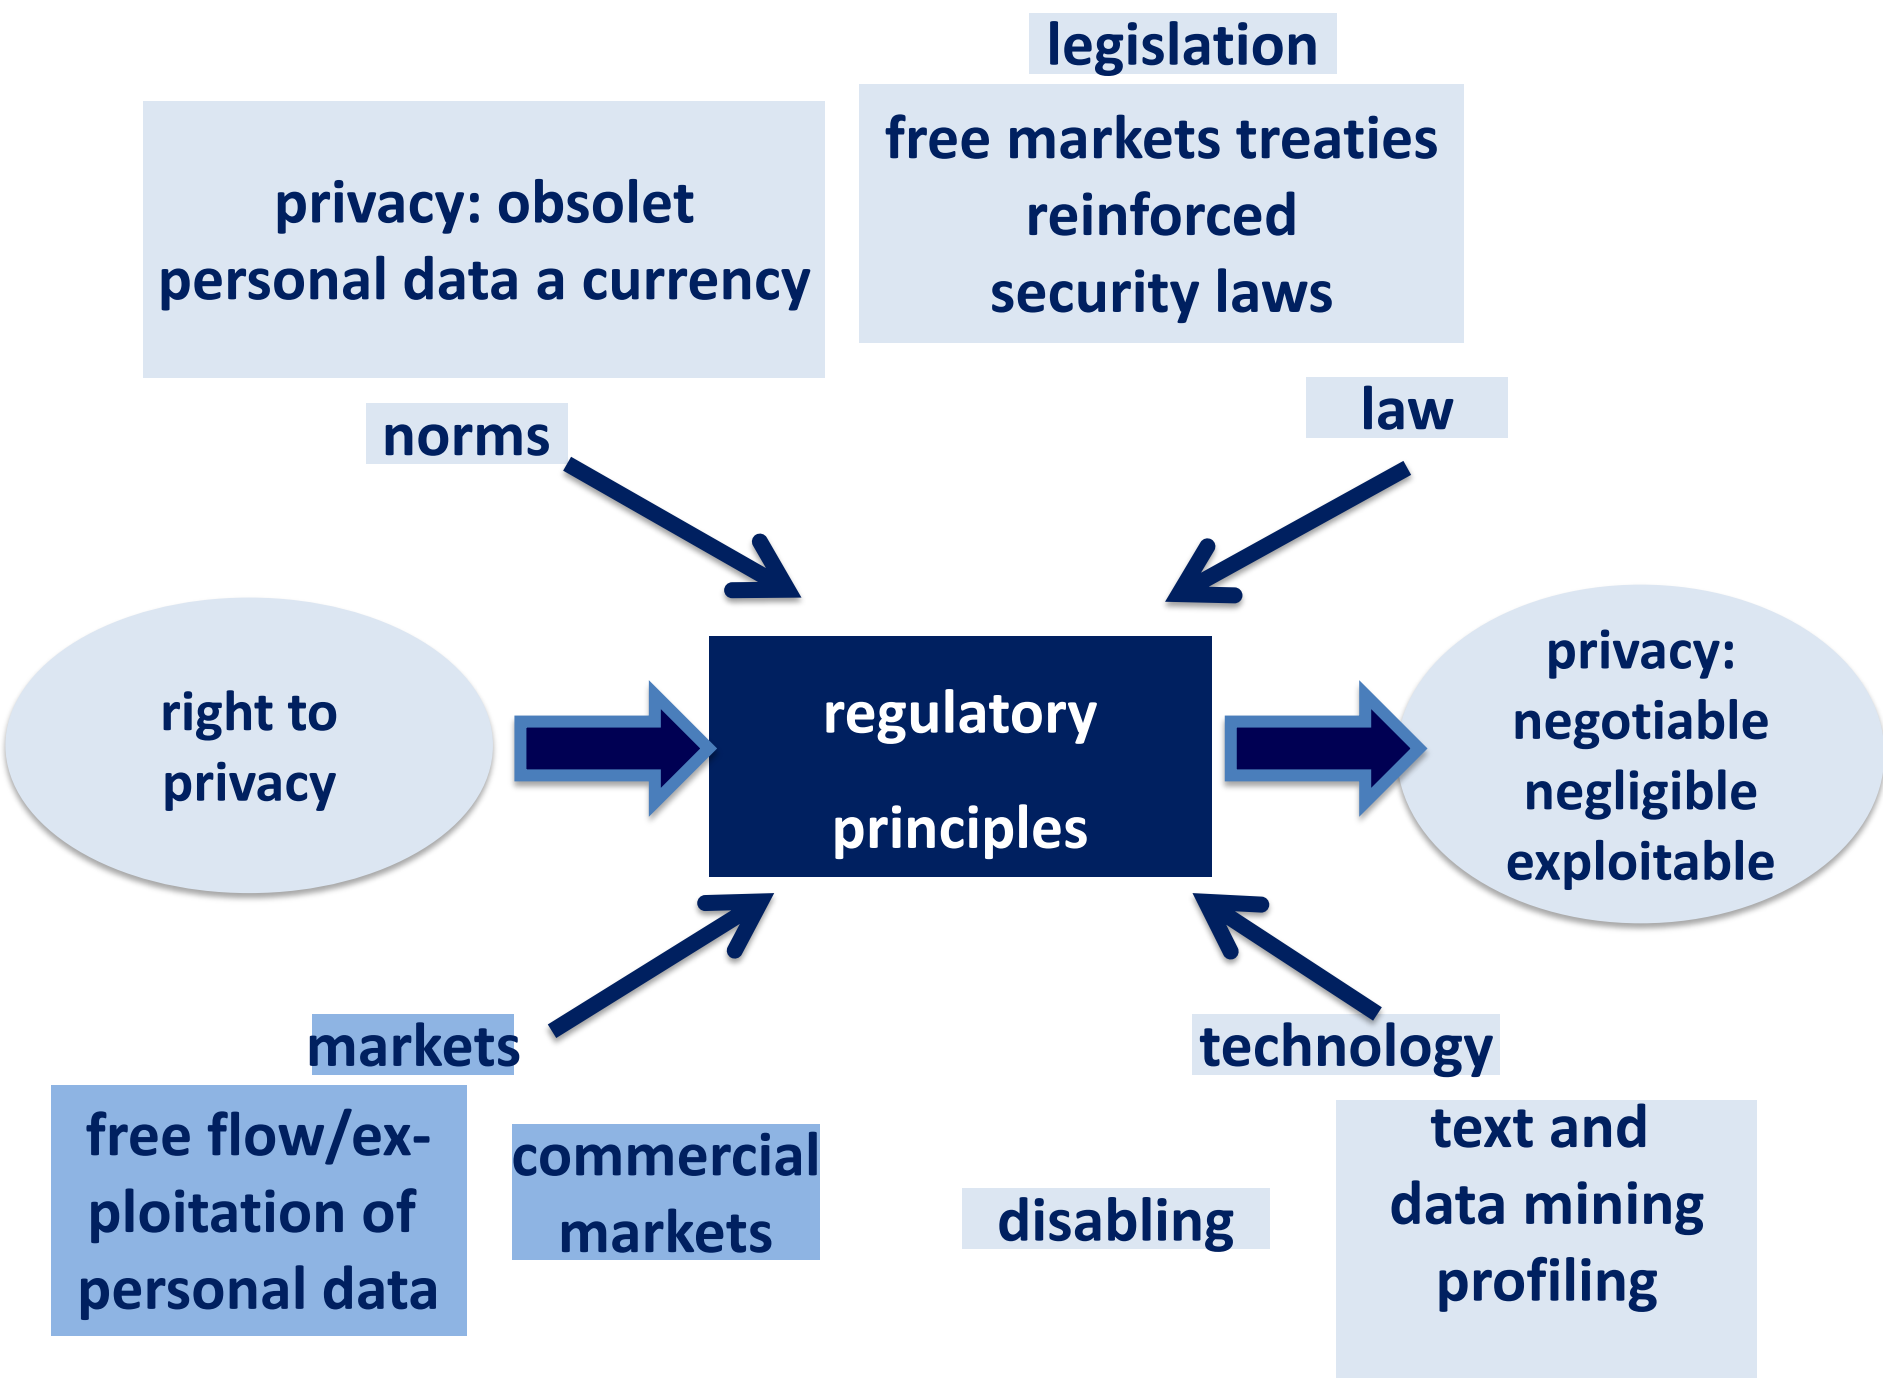 legislation
free markets treaties
reinforced
security laws
privacy: obsolet
personal data a currency
norms
law
right to
privacy
regulatory
principles
privacy:
negotiable
negligible
exploitable
markets
free flow/ex-
ploitation of
personal data
commercial
markets
disabling
technology
text and
data mining
profiling